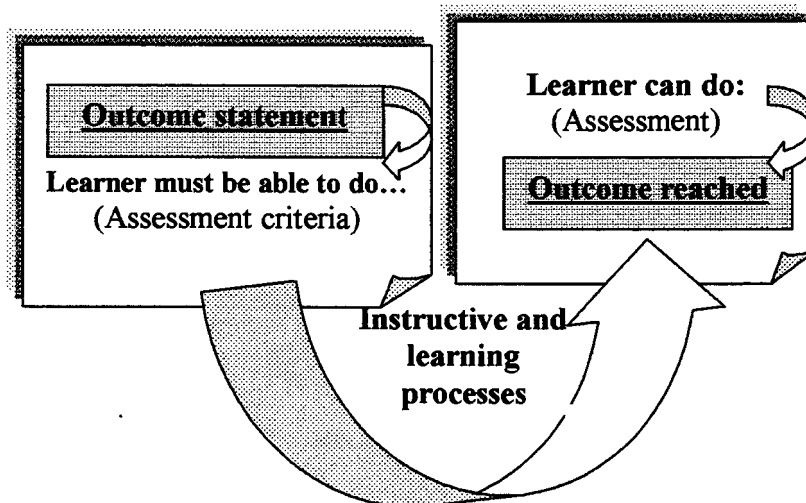 Outcome statement
Learner must be able to do…
(Assessment criteria)
Learner can do:
(Assessment)
Outcome reached
Instructive and
learning
processes